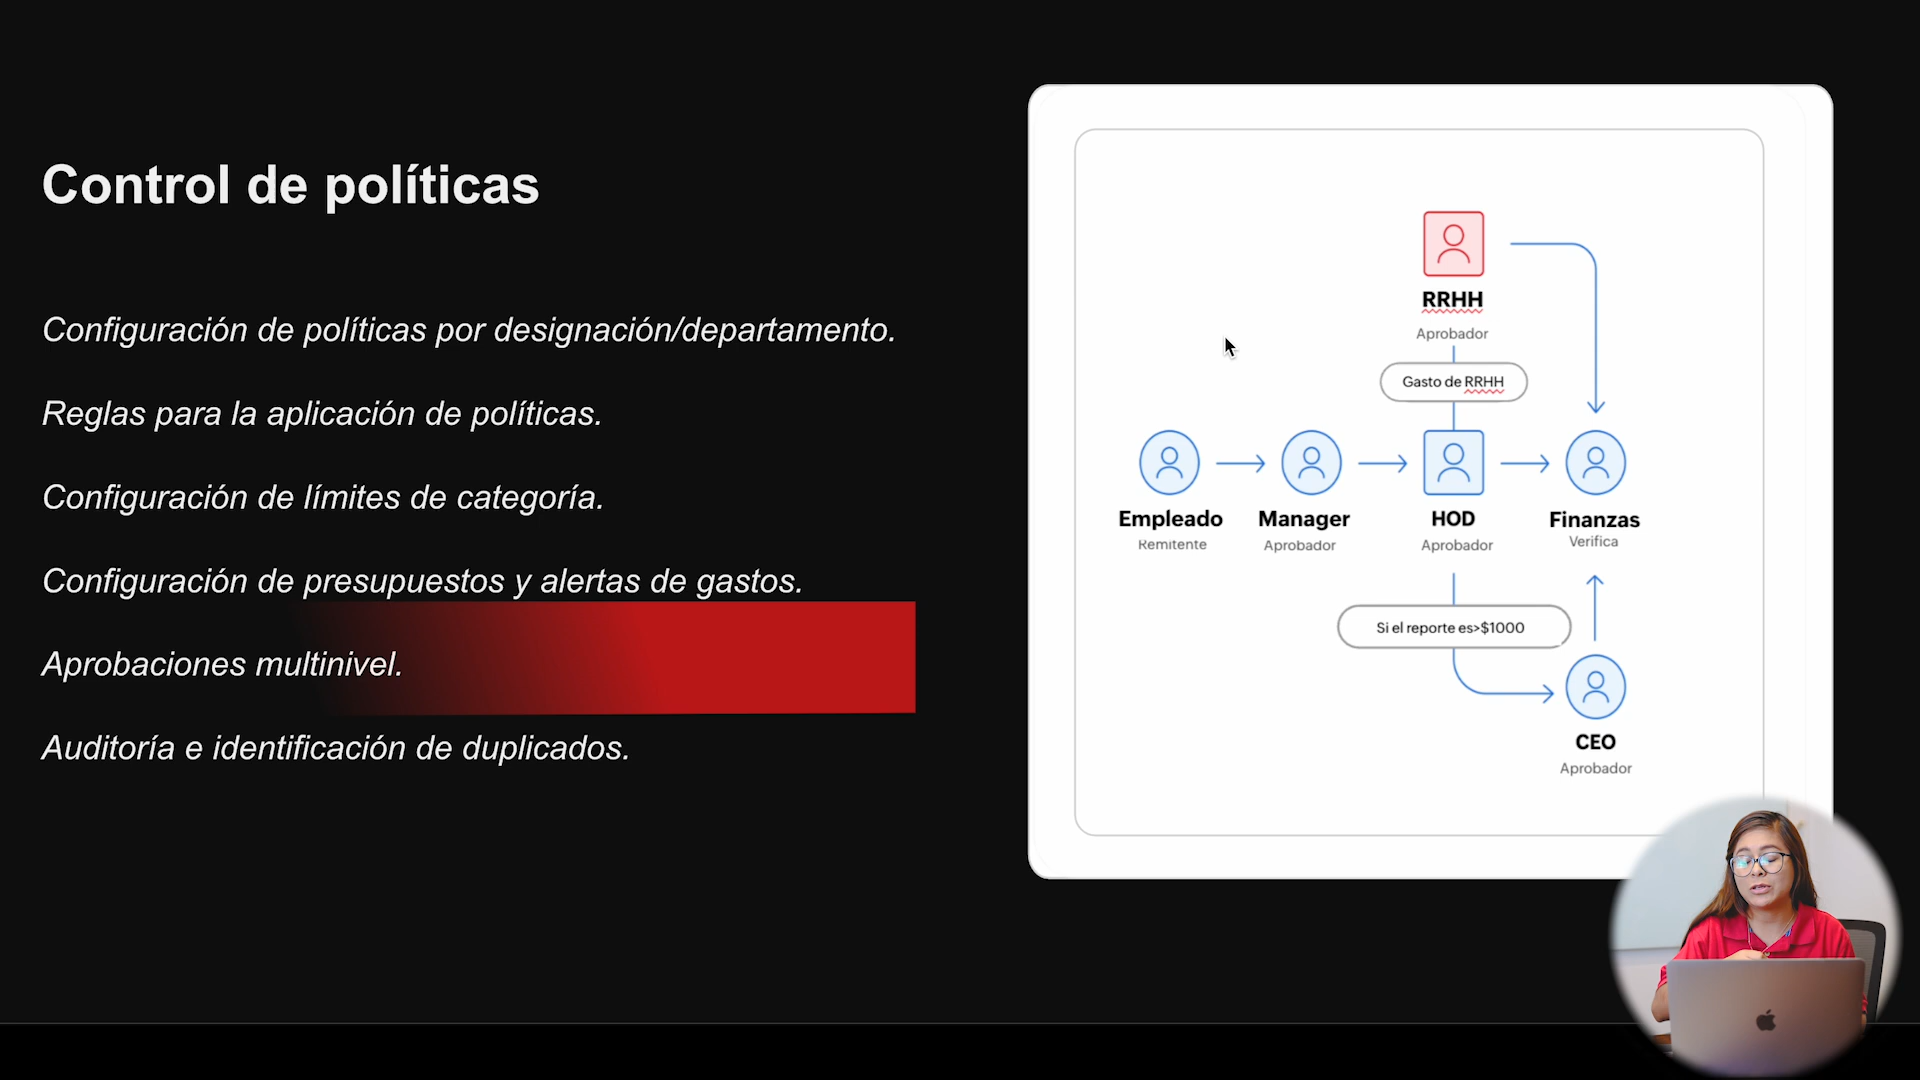 Control de políticas
Configuración de políticas por designación/departamento.
Reglas para la aplicación de políticas.
Configuración de límites de categoría.
Configuración de presupuestos y alertas de gastos.
Aprobaciones multinivel.
Auditoría e identificación de duplicados.
RRHH
Aprobador
Gasto de RRHH
Empleado
Remitente
Manager
Aprobador
HOD
Aprobador
Finanzas
Verifica
Si el reporte es>$1000
CEO
Aprobador